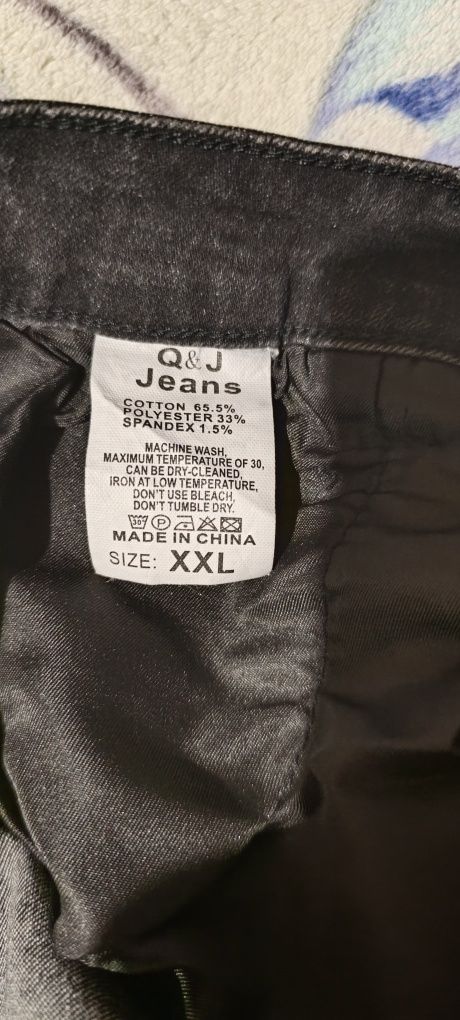 Q&J
Jeans
COTTON 65.5%
POLYESTER 33%
SPANDEX 1.5%
MACHINE WASH,
MAXIMUM TEMPERATURE OF 30,
CAN BE DRY-CLEANED,
IRON AT LOW TEMPERATURE,
DON'T USE BLEACH,
DON'T TUMBLE DRY.
30° P
MADE IN CHINA
SIZE: XXL